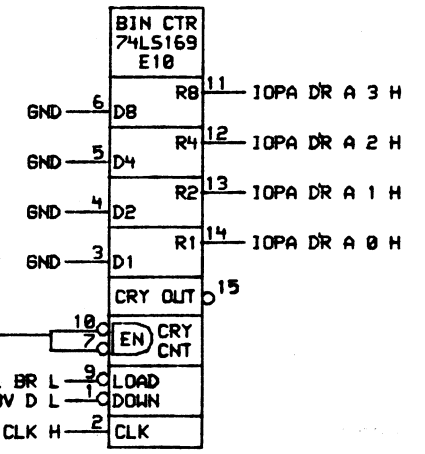 BIN CTR
74LS169
E10
R8 11 IOPA DR A 3 H
GND 6 D8
R4 12 IOPA DR A 2 H
GND 5 D4
R2 13 IOPA DR A 1 H
GND 4 D2
R1 14 IOPA DR A 0 H
GND 3 D1
CRY OUT 15
10 CRY
7 EN CNT
BR L 9 LOAD
D L 1 DOWN
CLK H 2 CLK